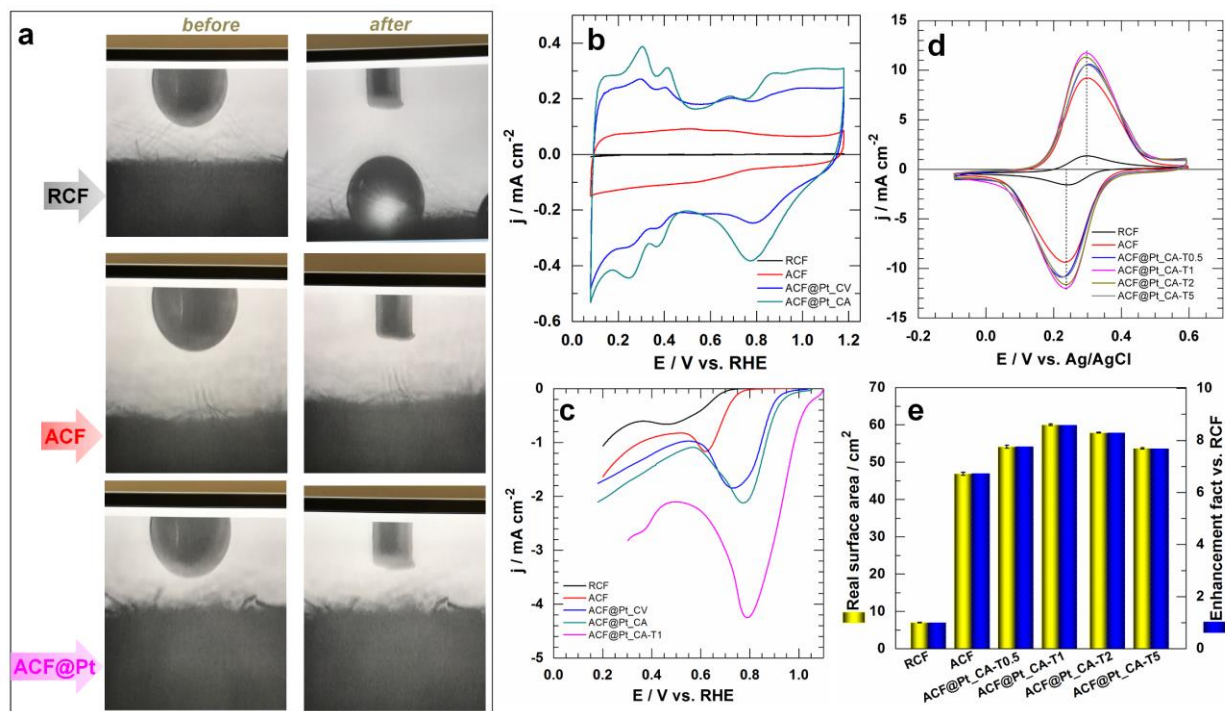 a
before after
RCF
ACF
ACF@Pt
b
j / mA cm-2
0.4
0.2
0.0
-0.2
-0.4
-0.6
0.0 0.2 0.4 0.6 0.8 1.0 1.2
E / V vs. RHE
RCF
ACF
ACF@Pt_CV
ACF@Pt_CA
d
j / mA cm-2
15
10
5
0
-5
-10
-15
-0.2 0.0 0.2 0.4 0.6
E / V vs. Ag/AgCl
RCF
ACF
ACF@Pt_CA-T0.5
ACF@Pt_CA-T1
ACF@Pt_CA-T2
ACF@Pt_CA-T5
c
j / mA cm-2
0
-1
-2
-3
-4
-5
0.0 0.2 0.4 0.6 0.8 1.0
E / V vs. RHE
RCF
ACF
ACF@Pt_CV
ACF@Pt_CA
ACF@Pt_CA-T1
e
Real surface area / cm2
70
60
50
40
30
20
10
0
RCF
ACF
ACF@Pt_CA-T0.5
ACF@Pt_CA-T1
ACF@Pt_CA-T2
ACF@Pt_CA-T5
10
8
6
4
2
0
Enhancement fact vs. RCF